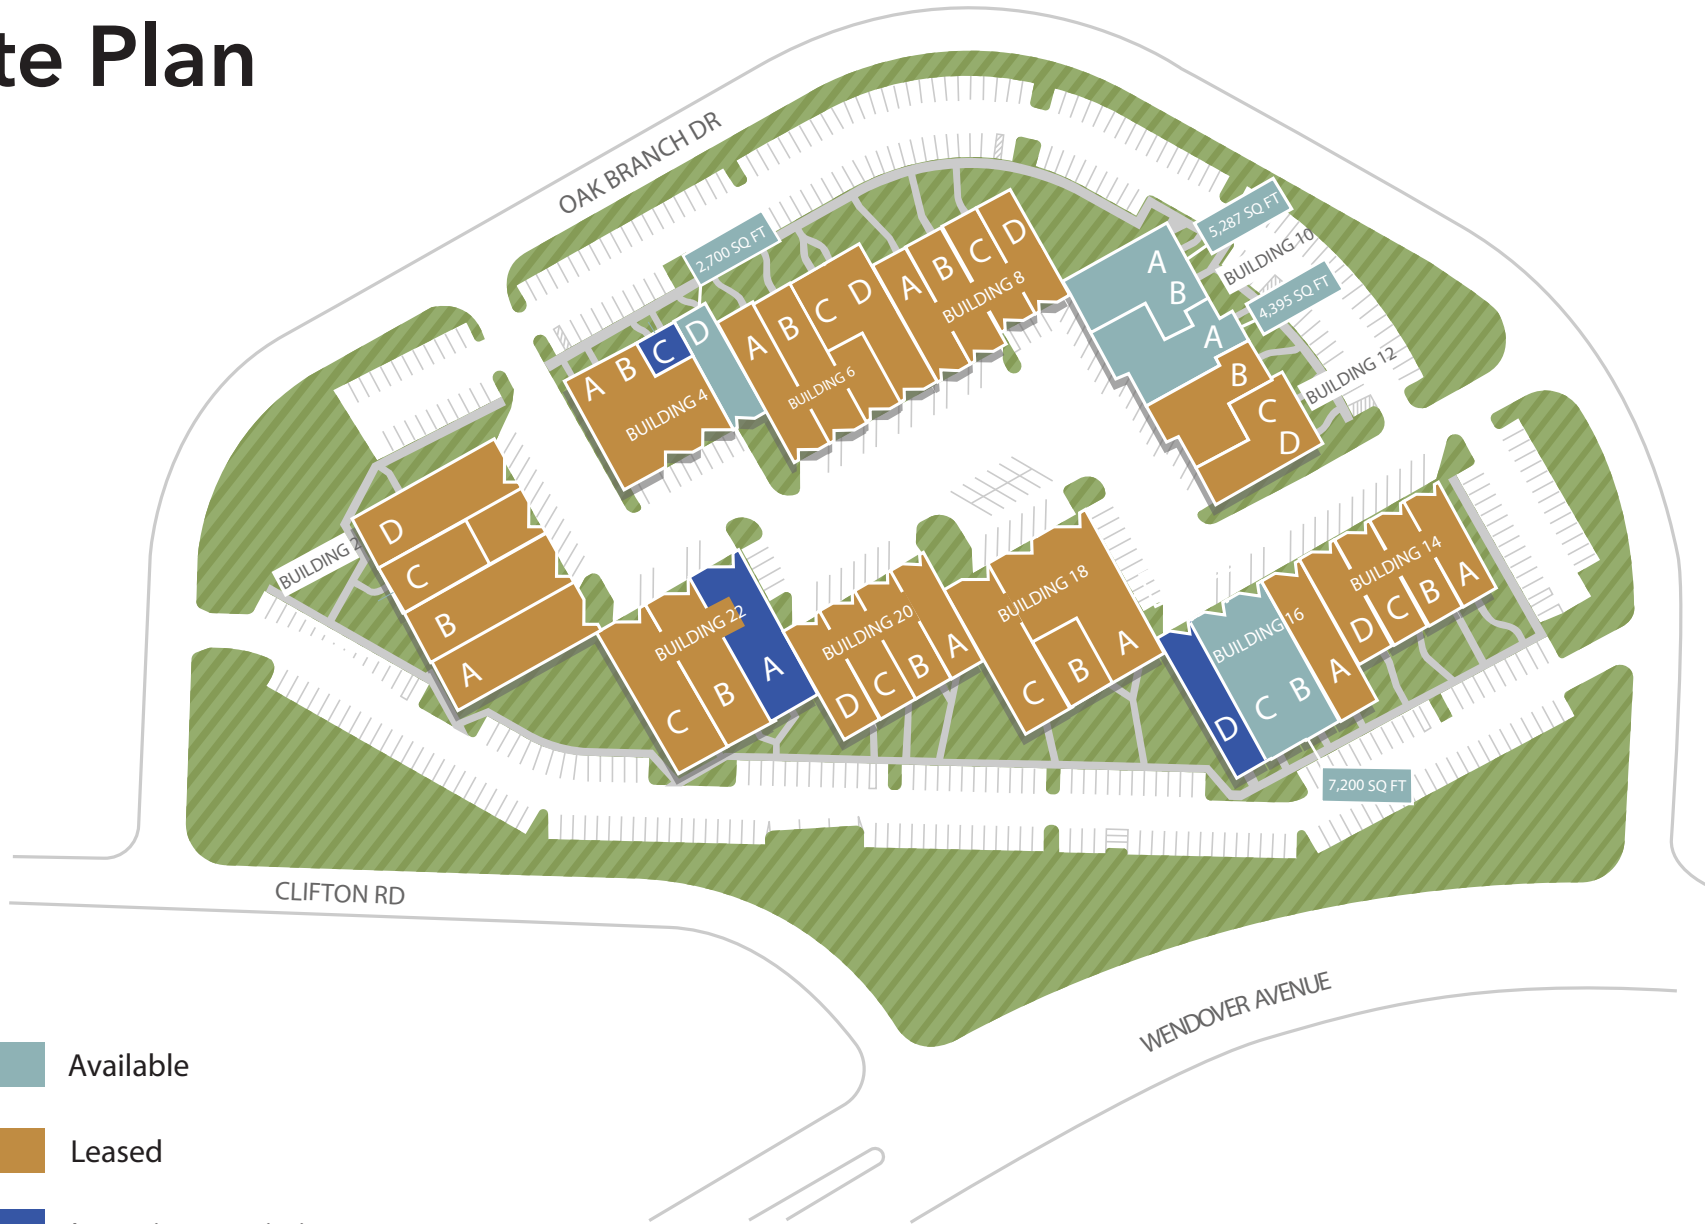 te Plan
OAK BRANCH DR
2,700 SQ FT
5,287 SQ FT
BUILDING 10
4,395 SQ FT
BUILDING 12
A
B
C
D
BUILDING 4
A
B
C
D
BUILDING 6
A
B
C
D
BUILDING 8
A
B
A
B
C
D
BUILDING 2
D
C
B
A
BUILDING 22
C
B
A
BUILDING 20
D
C
B
A
BUILDING 18
C
B
A
BUILDING 16
D
C
B
A
BUILDING 14
D
C
B
A
7,200 SQ FT
CLIFTON RD
WENDOVER AVENUE
Available
Leased